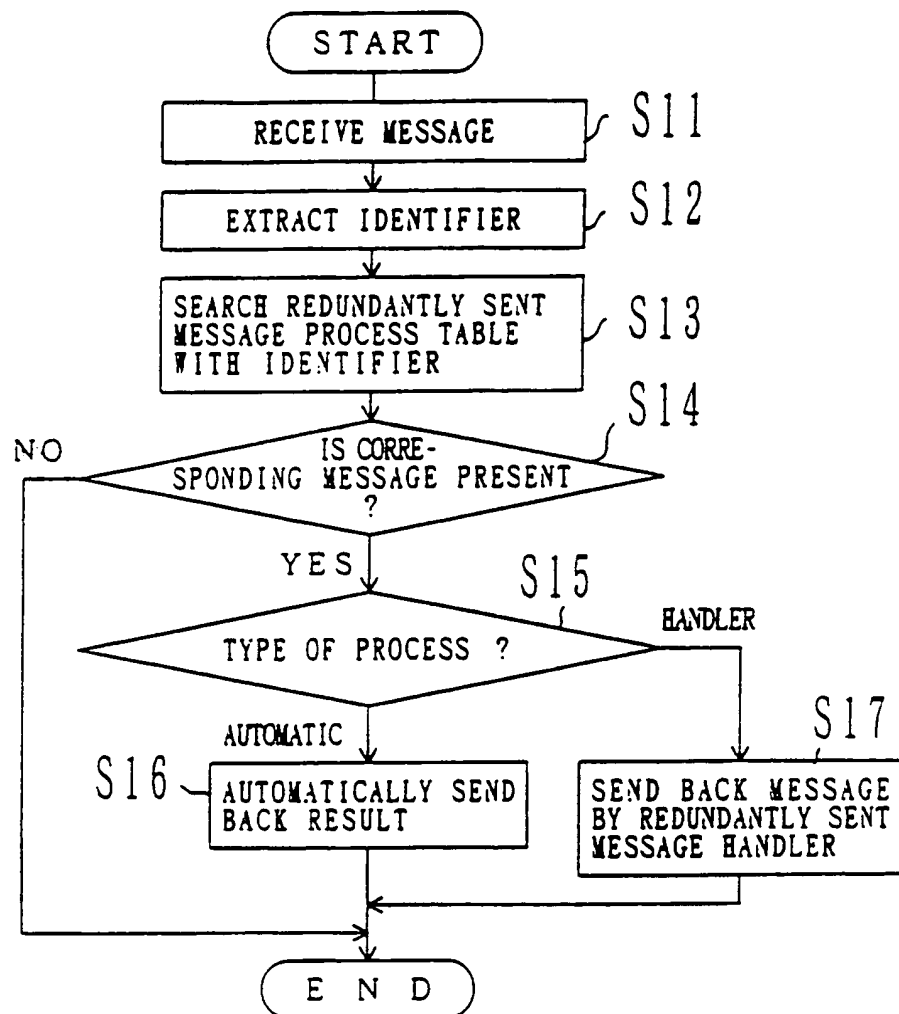 START
RECEIVE MESSAGE
S11
EXTRACT IDENTIFIER
S12
SEARCH REDUNDANTLY SENT
MESSAGE PROCESS TABLE
WITH IDENTIFIER
S13
S14
NO
IS CORRE-
SPONDING MESSAGE PRESENT
?
YES
S15
TYPE OF PROCESS ?
HANDLER
AUTOMATIC
S16
AUTOMATICALLY SEND
BACK RESULT
S17
SEND BACK MESSAGE
BY REDUNDANTLY SENT
MESSAGE HANDLER
END